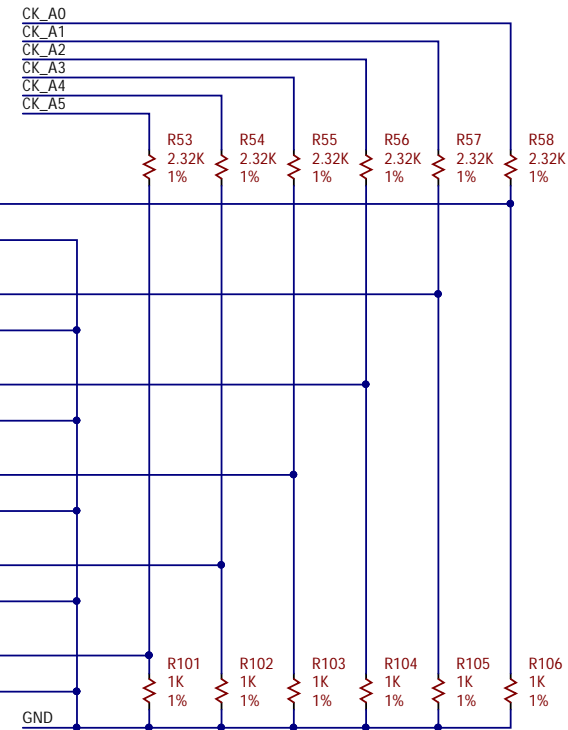 CK_A0
CK_A1
CK_A2
CK_A3
CK_A4
CK_A5
R53
2.32K
1%
R54
2.32K
1%
R55
2.32K
1%
R56
2.32K
1%
R57
2.32K
1%
R58
2.32K
1%
R101
1K
1%
R102
1K
1%
R103
1K
1%
R104
1K
1%
R105
1K
1%
R106
1K
1%
GND